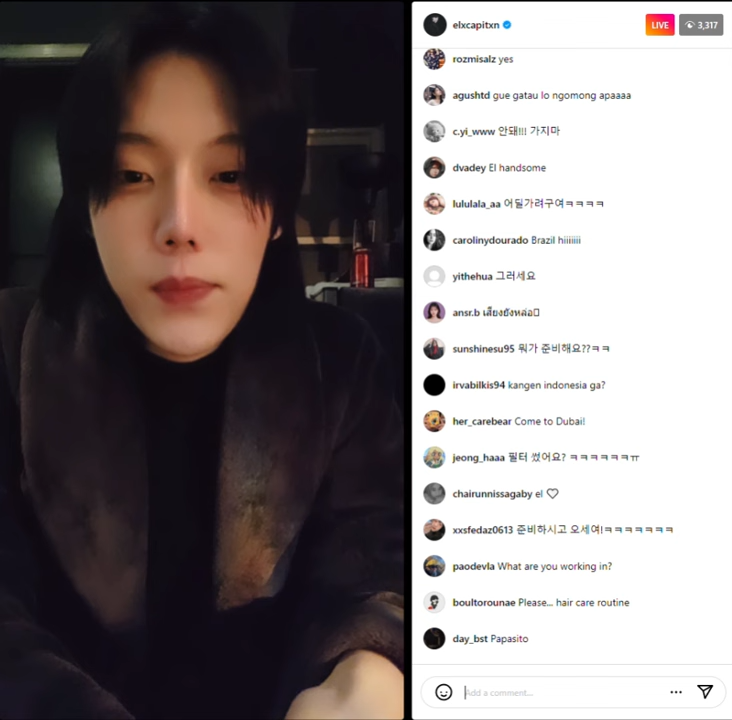 elxcapitxn
LIVE 3,317
rozmisalz yes
agushtd gue gatau lo ngomong apaaaa
c.yi_www 안돼!!! 가지마
dvadey El handsome
lululala_aa 어딜가려구여ㅋㅋㅋㅋ
carolinydourado Brazil hiiiiiii
yithehua 그러세요
ansr.b เสียงยังหล่อ
sunshinesu95 뭐가 준비해요??ㅋㅋ
irvabilkis94 kangen indonesia ga?
her_carebear Come to Dubai!
jeong_haaa 필터 썼어요? ㅋㅋㅋㅋㅋㅋㅠ
chairunnissagaby el ♡
xxsfedaz0613 준비하시고 오세여!ㅋㅋㅋㅋㅋㅋㅋ
paodevla What are you working in?
boultorounae Please... hair care routine
day_bst Papasito
Add a comment...